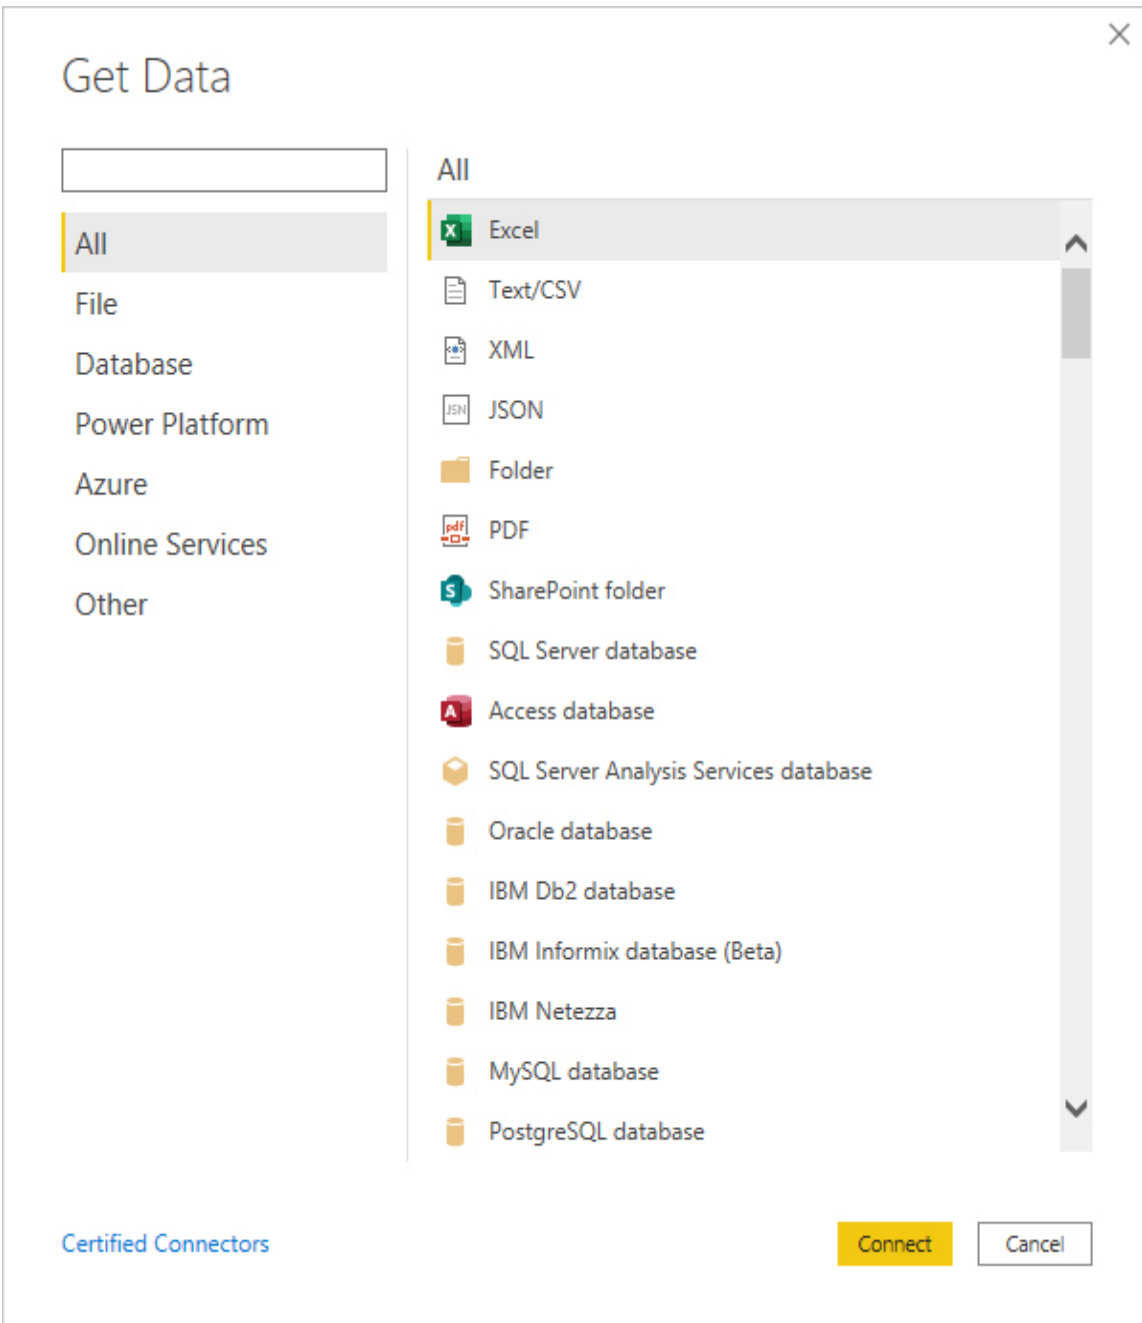 Get Data
All
File
Database
Power Platform
Azure
Online Services
Other
All
Excel
Text/CSV
XML
JSN JSON
Folder
pdf PDF
SharePoint folder
SQL Server database
Access database
SQL Server Analysis Services database
Oracle database
IBM Db2 database
IBM Informix database (Beta)
IBM Netezza
MySQL database
PostgreSQL database
Certified Connectors
Connect
Cancel